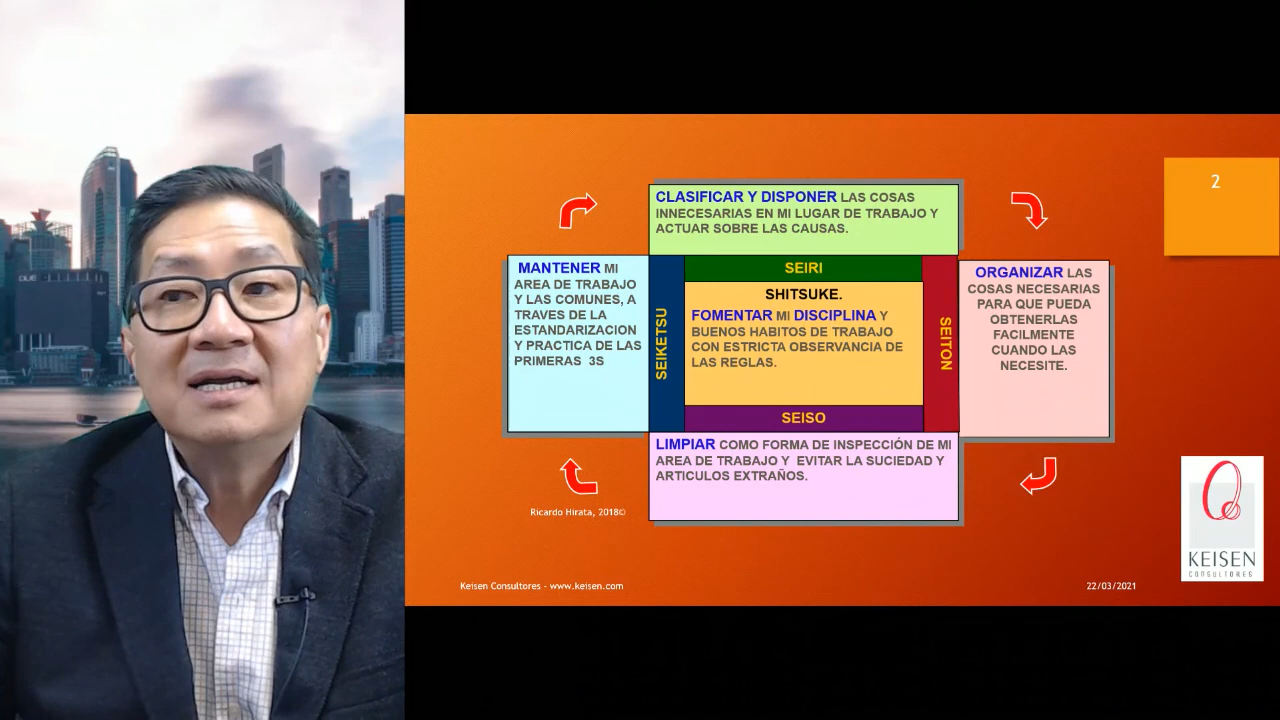 2
CLASIFICAR Y DISPONER LAS COSAS
INNECESARIAS EN MI LUGAR DE TRABAJO Y
ACTUAR SOBRE LAS CAUSAS.
MANTENER MI
AREA DE TRABAJO
Y LAS COMUNES, A
TRAVES DE LA
ESTANDARIZACION
Y PRACTICA DE LAS
PRIMERAS 3S
SEIKETSU
SEIRI
SHITSUKE.
FOMENTAR MI DISCIPLINA Y
BUENOS HABITOS DE TRABAJO
CON ESTRICTA OBSERVANCIA DE
LAS REGLAS.
SEISO
SEITON
ORGANIZAR LAS
COSAS NECESARIAS
PARA QUE PUEDA
OBTENERLAS
FACILMENTE
CUANDO LAS
NECESITE.
LIMPIAR COMO FORMA DE INSPECCIÓN DE MI
AREA DE TRABAJO Y EVITAR LA SUCIEDAD Y
ARTICULOS EXTRAÑOS.
Ricardo Hirata, 2018©
KEISEN
CONSULTORES
Keisen Consultores - www.keisen.com
22/03/2021